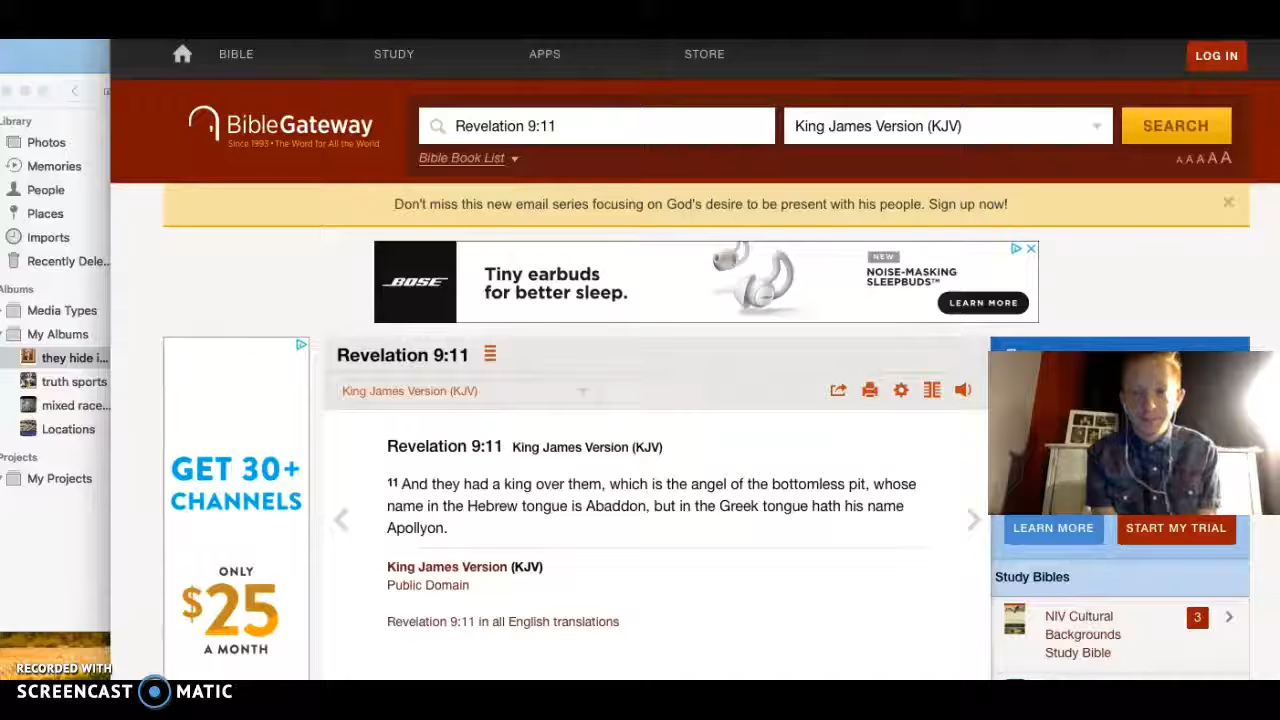 BIBLE
STUDY
APPS
STORE
LOG IN
BibleGateway
Since 1993 • The Word for All the World
Revelation 9:11
King James Version (KJV)
SEARCH
Bible Book List
A A A A A
Don't miss this new email series focusing on God's desire to be present with his people. Sign up now!
Library
Photos
Memories
People
Places
Imports
Recently Dele...
Albums
Media Types
My Albums
they hide i...
truth sports
mixed race...
Locations
Projects
My Projects
BOSE
Tiny earbuds
for better sleep.
NEW
NOISE-MASKING
SLEEPBUDS™
LEARN MORE
GET 30+
CHANNELS
ONLY
$25
A MONTH
Revelation 9:11
King James Version (KJV)
Revelation 9:11 King James Version (KJV)
11 And they had a king over them, which is the angel of the bottomless pit, whose
name in the Hebrew tongue is Abaddon, but in the Greek tongue hath his name
Apollyon.
King James Version (KJV)
Public Domain
Revelation 9:11 in all English translations
LEARN MORE
START MY TRIAL
Study Bibles
NIV Cultural
Backgrounds
Study Bible
3
RECORDED WITH
SCREENCAST MATIC